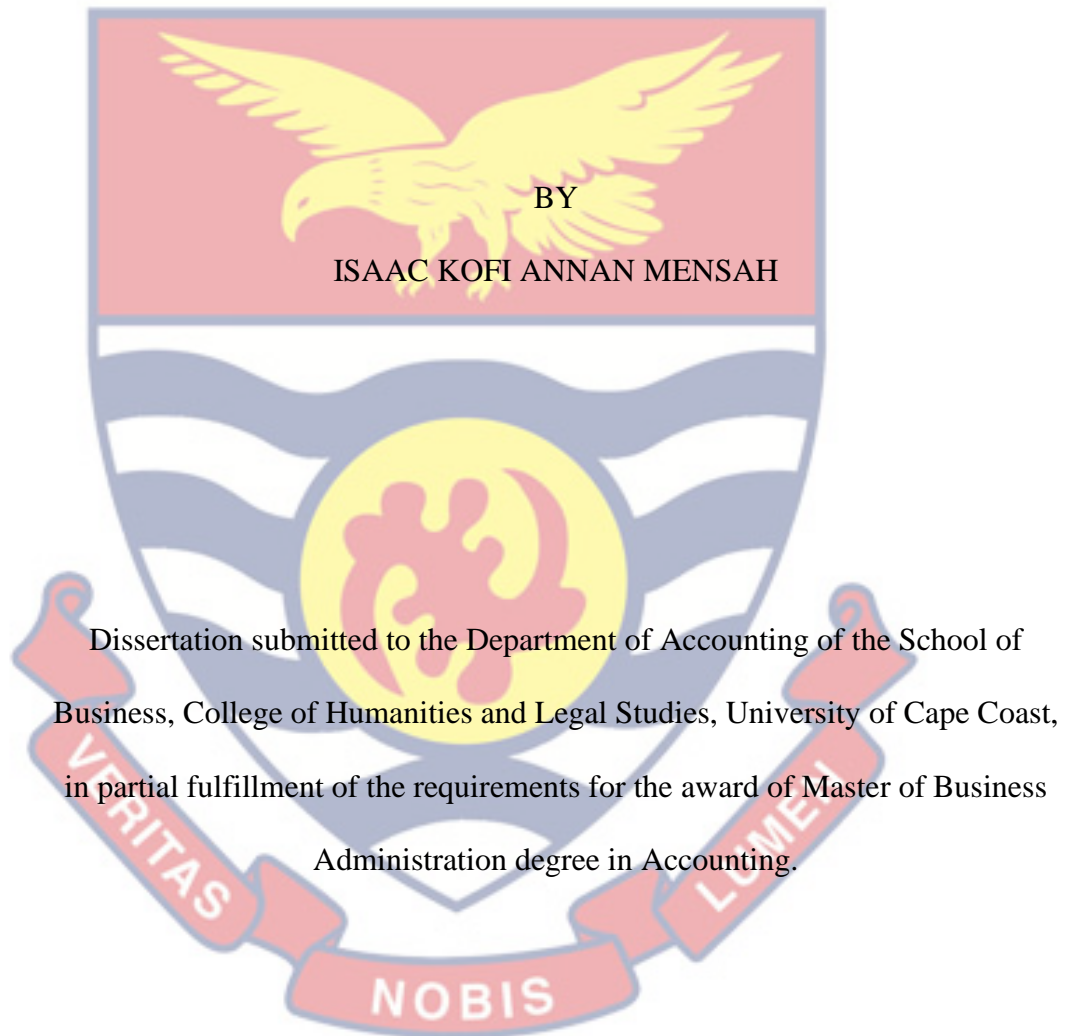 BY
ISAAC KOFI ANNAN MENSAH
Dissertation submitted to the Department of Accounting of the School of
Business, College of Humanities and Legal Studies, University of Cape Coast,
in partial fulfillment of the requirements for the award of Master of Business
Administration degree in Accounting.
VERITAS
NOBIS
LUMEN